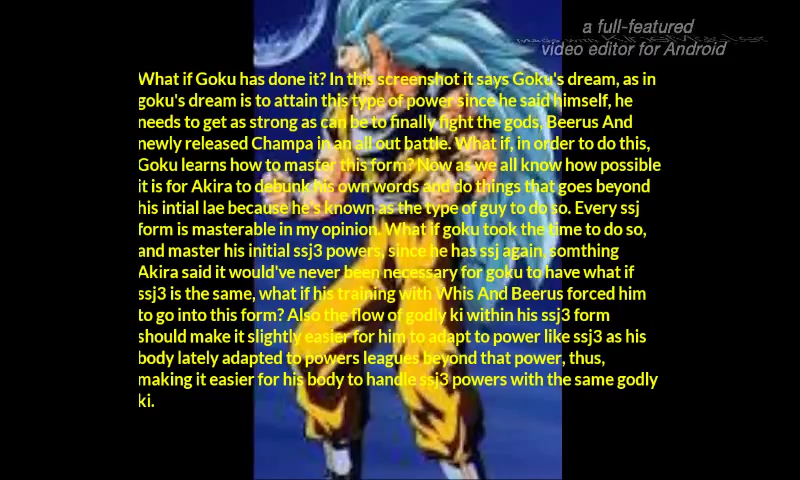 a full-featured
video editor for Android
What if Goku has done it? In this screenshot it says Goku's dream, as in
goku's dream is to attain this type of power since he said himself, he
needs to get as strong as can be to finally fight the gods, Beerus And
newly released Champa in an all out battle. What if, in order to do this,
Goku learns how to master this form? Now as we all know how possible
it is for Akira to debunk his own words and do things that goes beyond
his intial lae because he's known as the type of guy to do so. Every ssj
form is masterable in my opinion. What if goku took the time to do so,
and master his initial ssj3 powers, since he has ssj again, somthing
Akira said it would've never been necessary for goku to have what if
ssj3 is the same, what if his training with Whis And Beerus forced him
to go into this form? Also the flow of godly ki within his ssj3 form
should make it slightly easier for him to adapt to power like ssj3 as his
body lately adapted to powers leagues beyond that power, thus,
making it easier for his body to handle ssj3 powers with the same godly
ki.